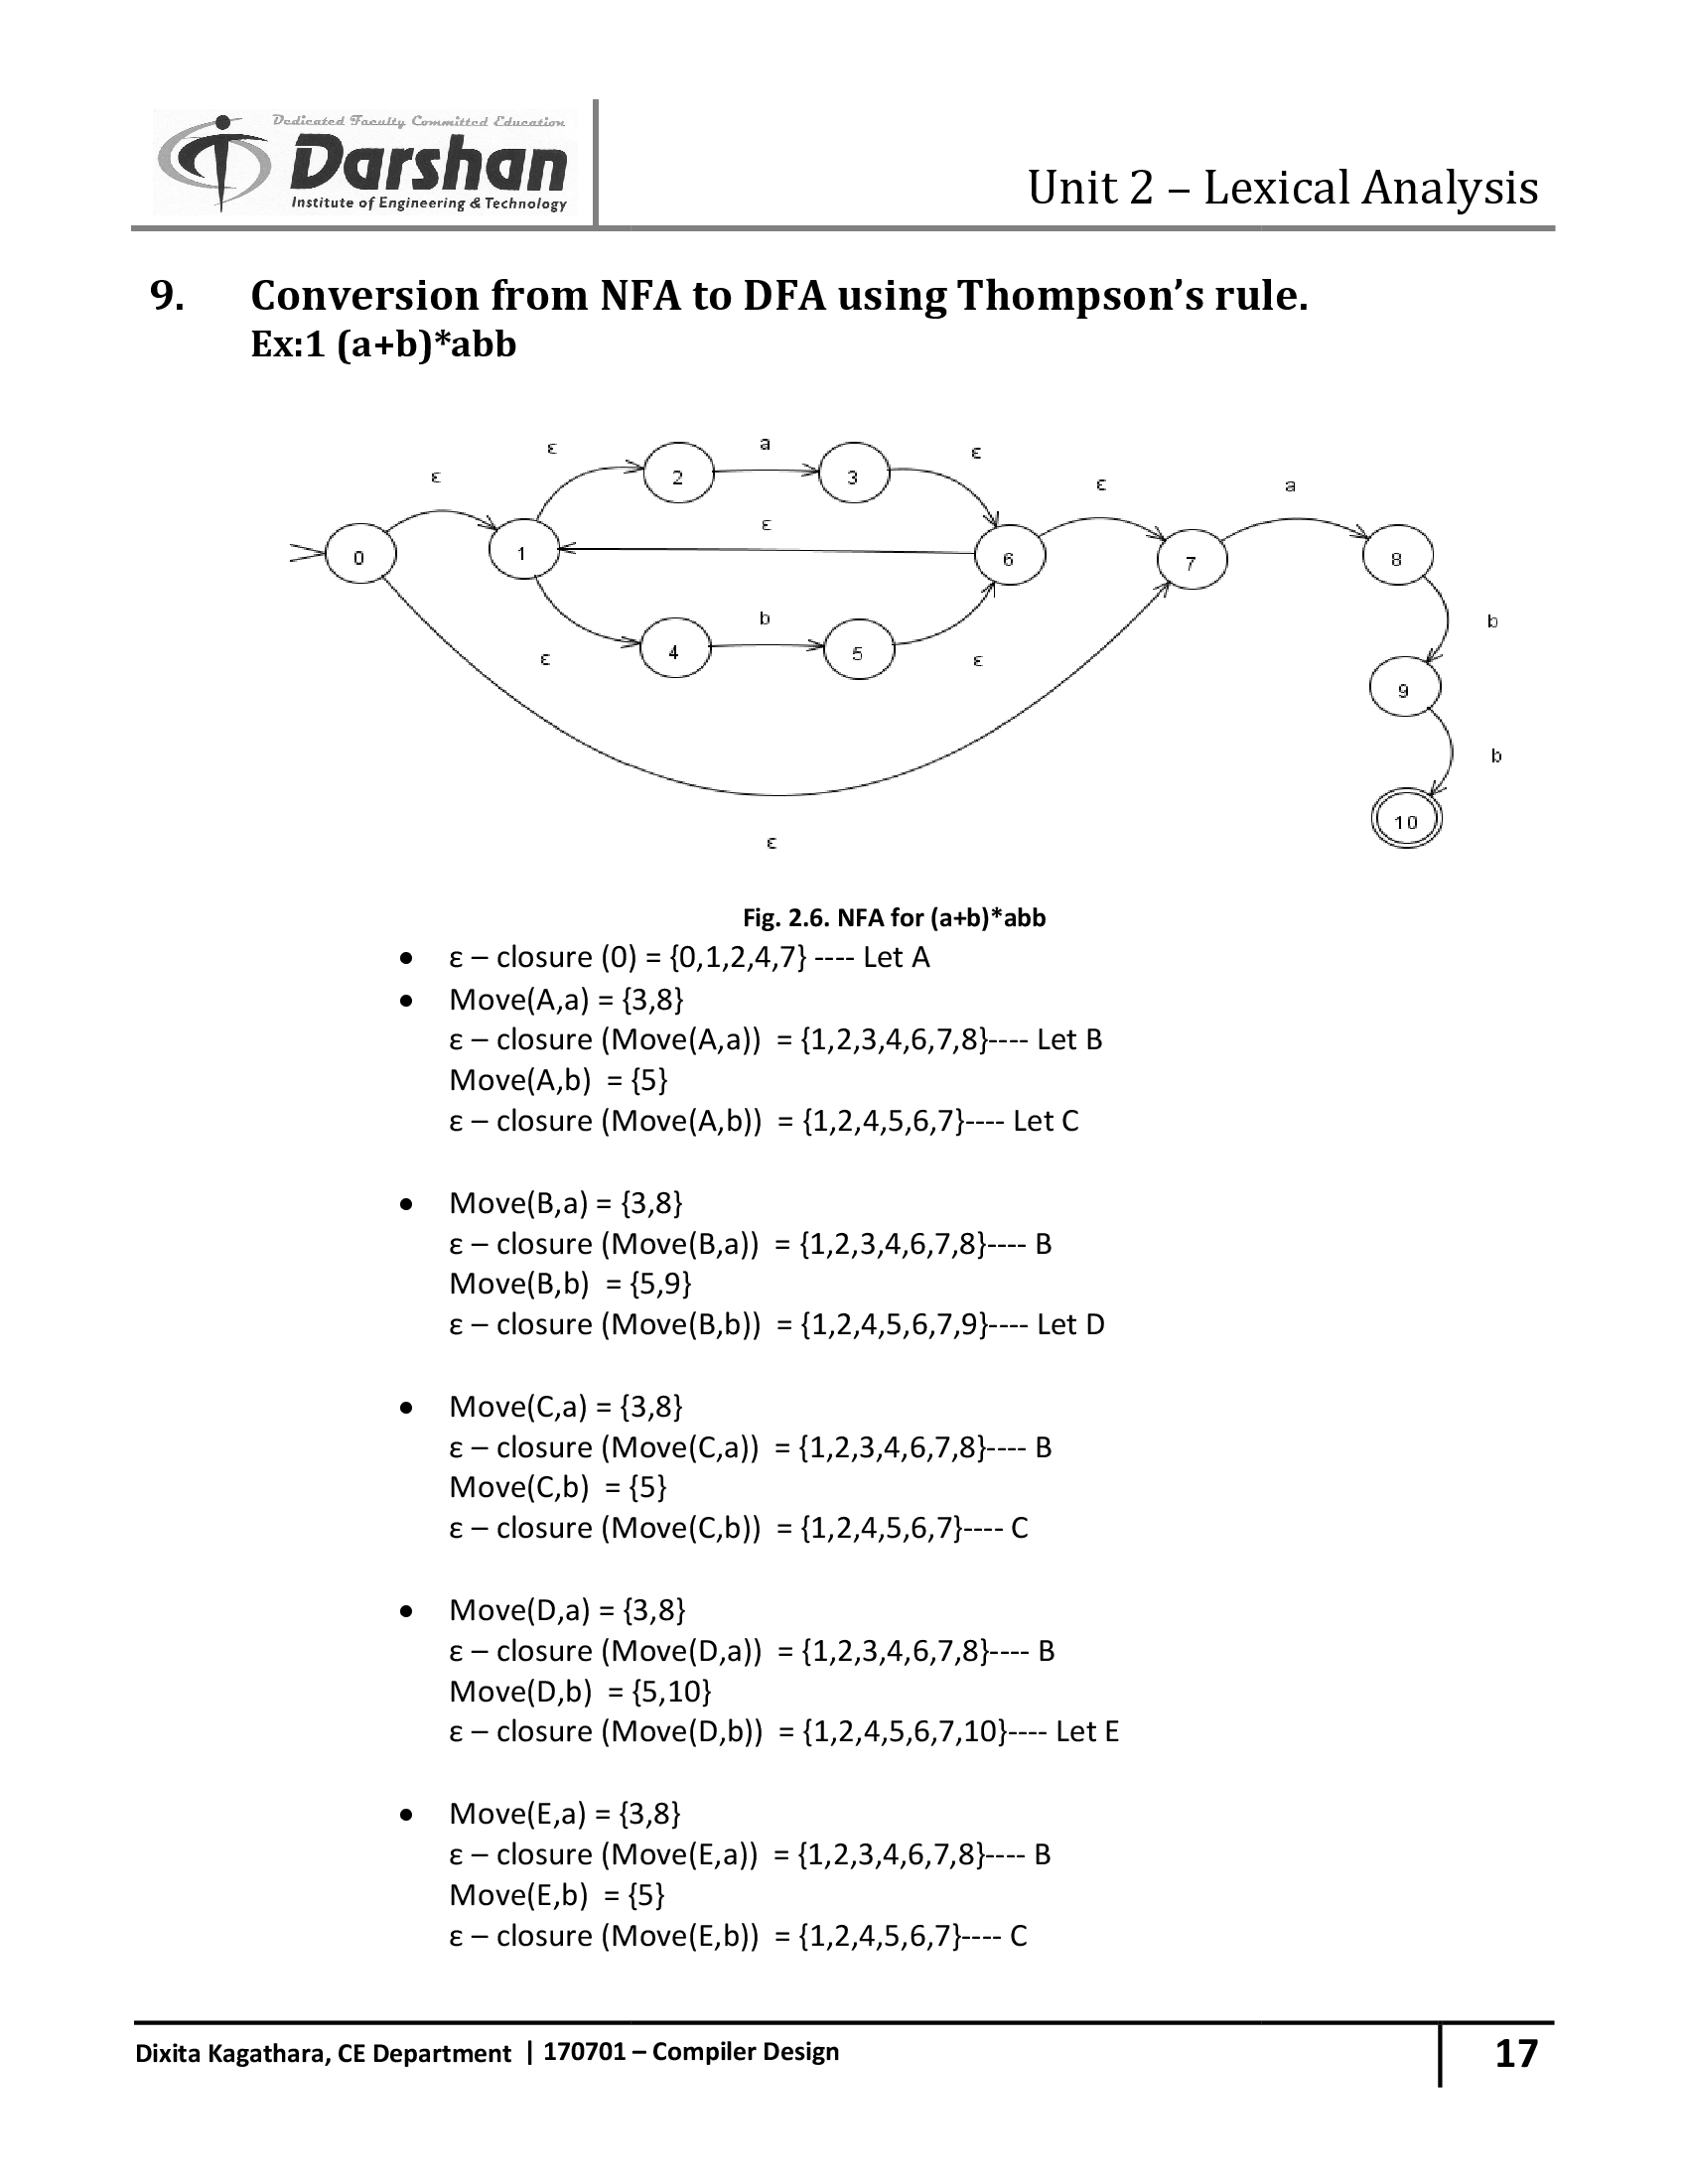 Dedicated Faculty Committed Education
Darshan
Institute of Engineering & Technology
Unit 2 – Lexical Analysis
9. Conversion from NFA to DFA using Thompson's rule.
Ex:1 (a+b)*abb
ε ε a ε ε a
0 1 2 3 ε 6 7 8
ε 4 b 5 ε b
9
b
10
ε
Fig. 2.6. NFA for (a+b)*abb
• ε – closure (0) = {0,1,2,4,7} ---- Let A
• Move(A,a) = {3,8}
ε – closure (Move(A,a)) = {1,2,3,4,6,7,8}---- Let B
Move(A,b) = {5}
ε – closure (Move(A,b)) = {1,2,4,5,6,7}---- Let C
• Move(B,a) = {3,8}
ε – closure (Move(B,a)) = {1,2,3,4,6,7,8}---- B
Move(B,b) = {5,9}
ε – closure (Move(B,b)) = {1,2,4,5,6,7,9}---- Let D
• Move(C,a) = {3,8}
ε – closure (Move(C,a)) = {1,2,3,4,6,7,8}---- B
Move(C,b) = {5}
ε – closure (Move(C,b)) = {1,2,4,5,6,7}---- C
• Move(D,a) = {3,8}
ε – closure (Move(D,a)) = {1,2,3,4,6,7,8}---- B
Move(D,b) = {5,10}
ε – closure (Move(D,b)) = {1,2,4,5,6,7,10}---- Let E
• Move(E,a) = {3,8}
ε – closure (Move(E,a)) = {1,2,3,4,6,7,8}---- B
Move(E,b) = {5}
ε – closure (Move(E,b)) = {1,2,4,5,6,7}---- C
Dixita Kagathara, CE Department | 170701 – Compiler Design 17